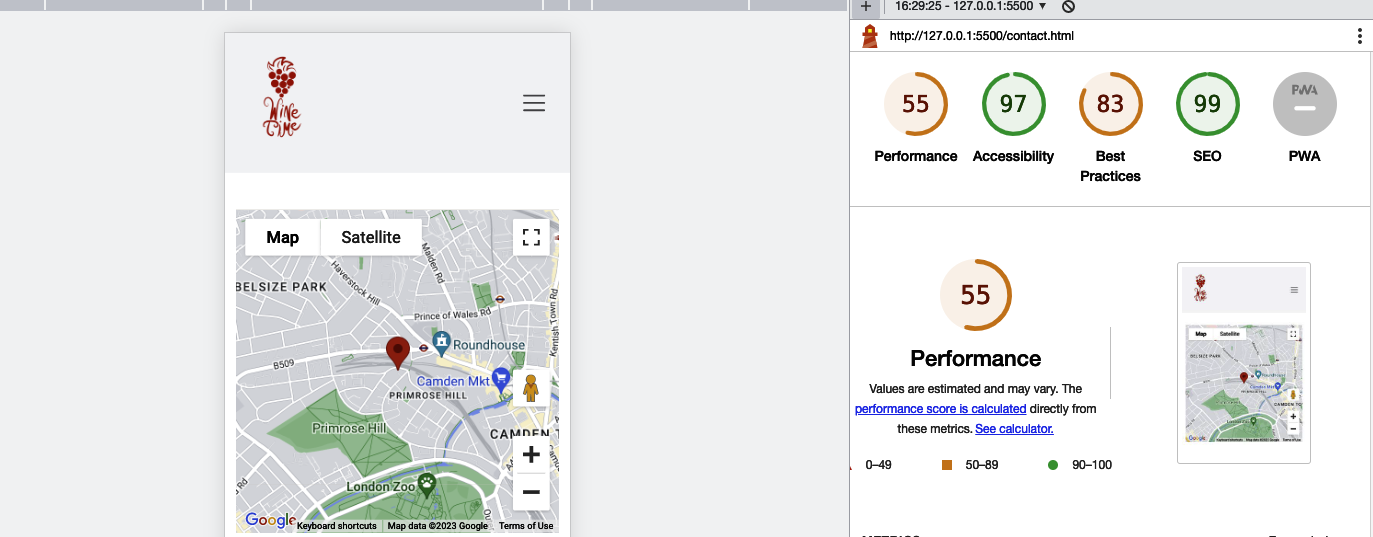 16:29:25 - 127.0.0.1:5500
http://127.0.0.1:5500/contact.html
Wine
Time
55
97
83
99
PWA
Performance
Accessibility
Best
Practices
SEO
PWA
Map
Satellite
Haverstock Hill
Malden Rd
BELSIZE PARK
Prince of Wales Rd
Kentish Town Rd
Roundhouse
B509
Camden Mkt
PRIMROSE HILL
Primrose Hill
CAMDEN
London Zoo
Google
Keyboard shortcuts
Map data ©2023 Google
Terms of Use
55
Performance
Values are estimated and may vary. The
performance score is calculated directly from
these metrics. See calculator.
0–49
50–89
90–100
Map
Satellite
BELSIZE PARK